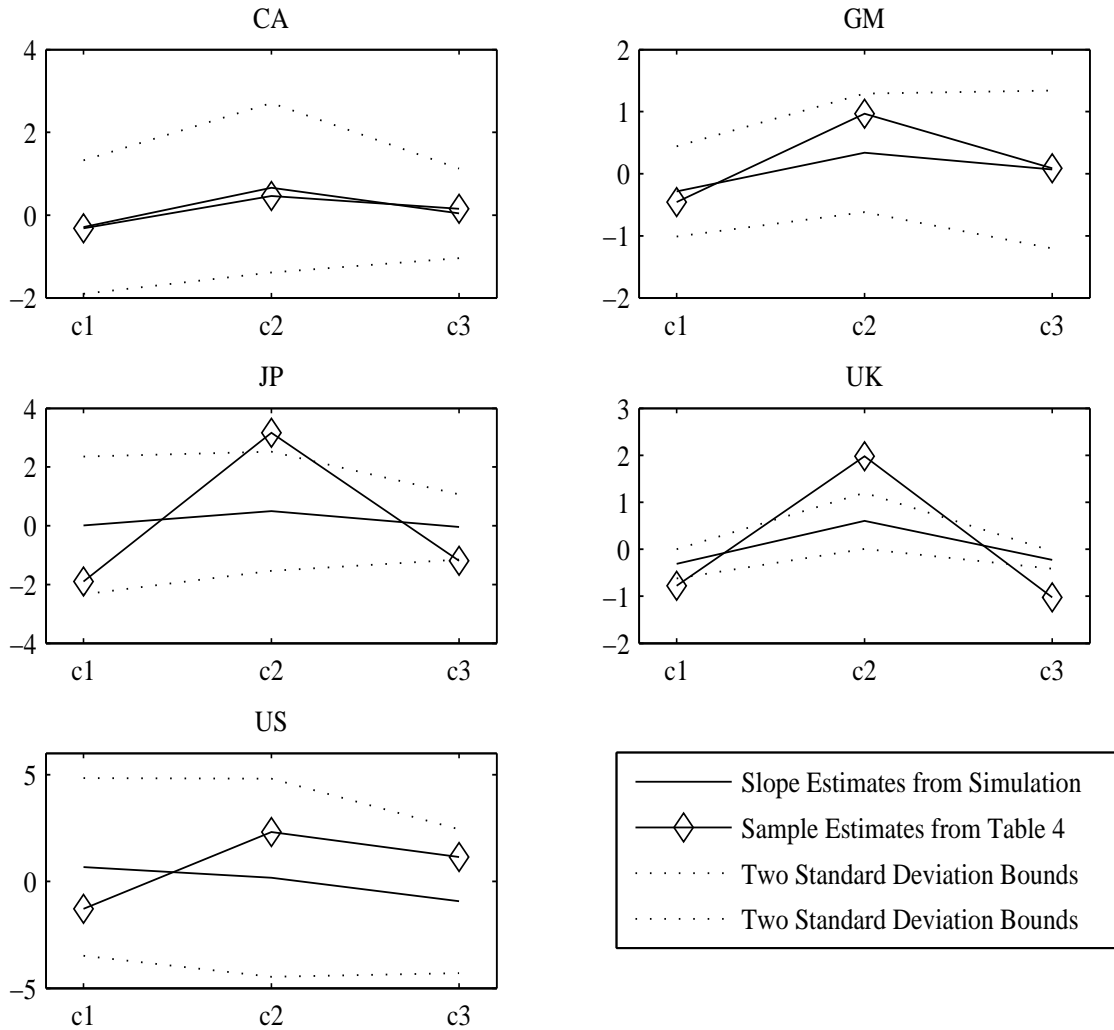 CA
4
2
0
−2
c1 c2 c3
GM
2
1
0
−1
−2
c1 c2 c3
JP
4
2
0
−2
−4
c1 c2 c3
UK
3
2
1
0
−1
−2
c1 c2 c3
US
5
0
−5
c1 c2 c3
Slope Estimates from Simulation
Sample Estimates from Table 4
Two Standard Deviation Bounds
Two Standard Deviation Bounds